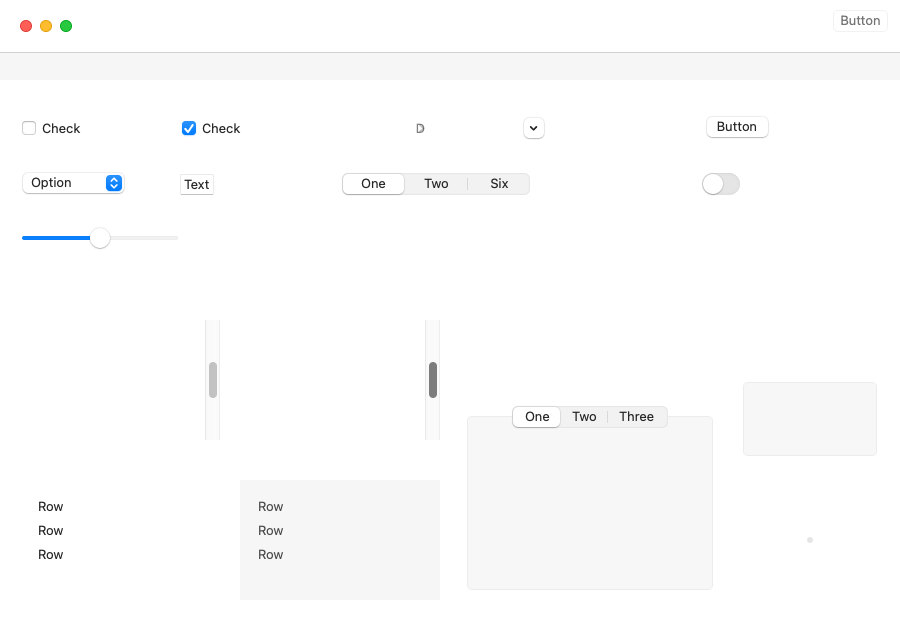 Button
Check
Check
D
Button
Option
Text
One Two Six
One Two Three
Row
Row
Row
Row
Row
Row